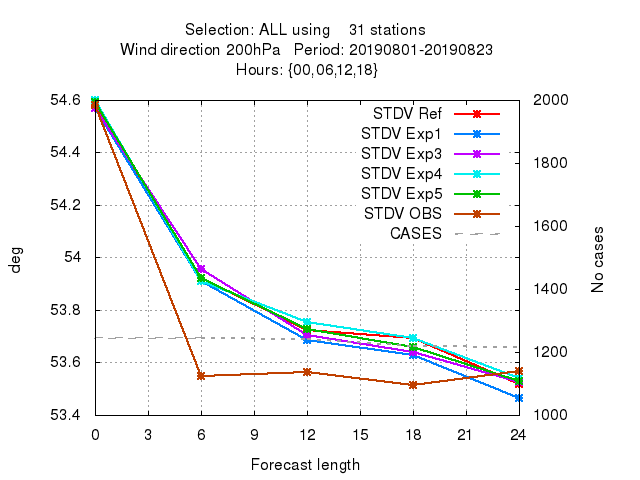 Selection: ALL using 31 stations
Wind direction 200hPa Period: 20190801-20190823
Hours: {00,06,12,18}
54.6
54.4
54.2
54
53.8
53.6
53.4
deg
STDV Ref
STDV Exp1
STDV Exp3
STDV Exp4
STDV Exp5
STDV OBS
CASES
2000
1800
1600
1400
1200
1000
No cases
0 3 6 9 12 15 18 21 24
Forecast length